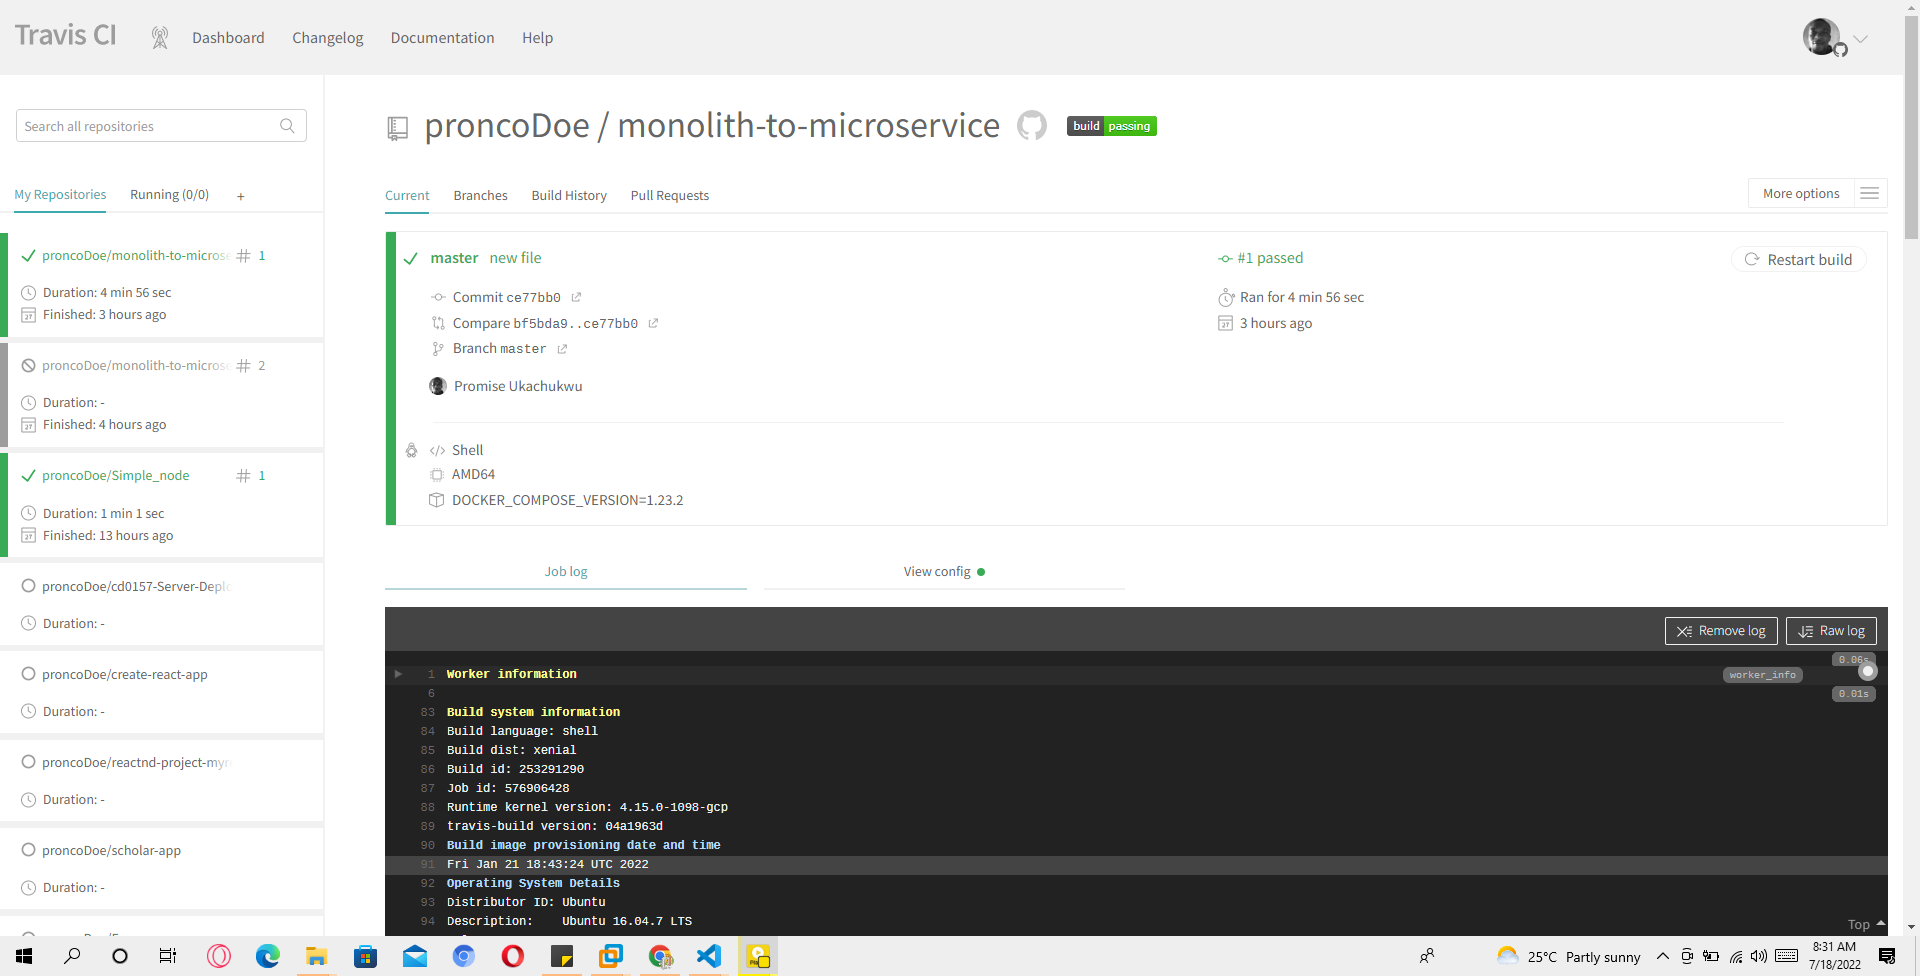 Travis CI
Dashboard
Changelog
Documentation
Help
Search all repositories
My Repositories
Running (0/0)
+
proncoDoe/monolith-to-micros
# 1
Duration: 4 min 56 sec
Finished: 3 hours ago
proncoDoe/monolith-to-micros
# 2
Duration: -
Finished: 4 hours ago
proncoDoe/Simple_node
# 1
Duration: 1 min 1 sec
Finished: 13 hours ago
proncoDoe/cd0157-Server-Deplo
Duration: -
proncoDoe/create-react-app
Duration: -
proncoDoe/reactnd-project-myr
Duration: -
proncoDoe/scholar-app
Duration: -
proncoDoe / monolith-to-microservice
build passing
Current
Branches
Build History
Pull Requests
More options
master new file
#1 passed
Restart build
Commit ce77bb0
Ran for 4 min 56 sec
Compare bf5bda9..ce77bb0
3 hours ago
Branch master
Promise Ukachukwu
Shell
AMD64
DOCKER_COMPOSE_VERSION=1.23.2
Job log
View config
Remove log
Raw log
0.06s
1 Worker information
worker_info
6
0.01s
83 Build system information
84 Build language: shell
85 Build dist: xenial
86 Build id: 253291290
87 Job id: 576906428
88 Runtime kernel version: 4.15.0-1098-gcp
89 travis-build version: 04a1963d
90 Build image provisioning date and time
91 Fri Jan 21 18:43:24 UTC 2022
92 Operating System Details
93 Distributor ID: Ubuntu
94 Description: Ubuntu 16.04.7 LTS
Top
25°C Partly sunny
8:31 AM
7/18/2022